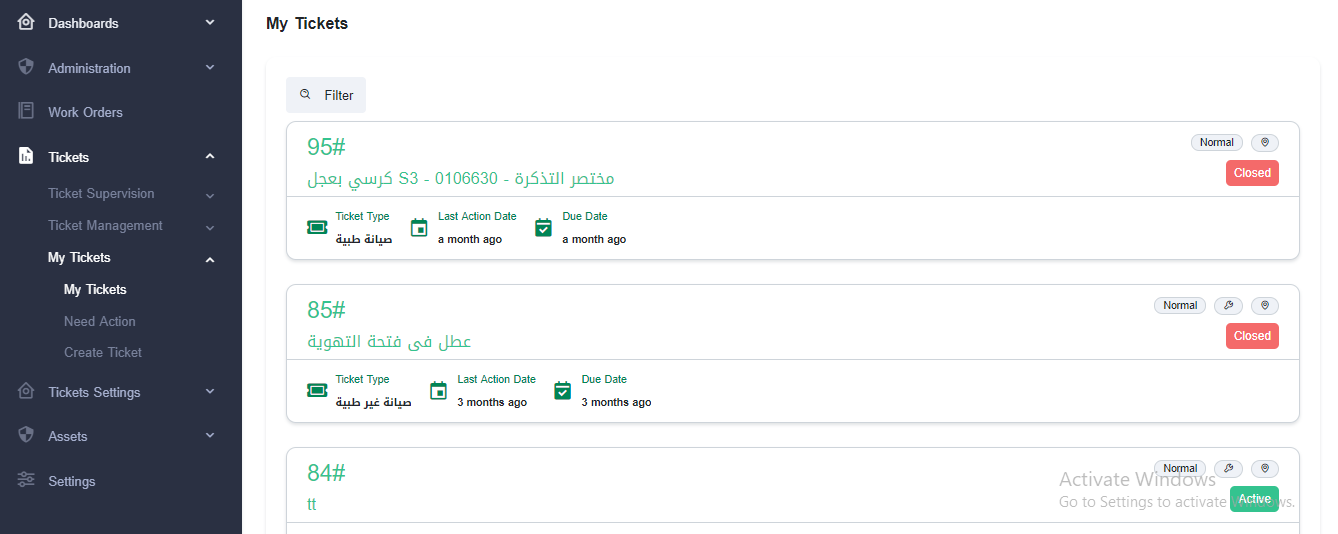 Dashboards
Administration
Work Orders
Tickets
Ticket Supervision
Ticket Management
My Tickets
My Tickets
Need Action
Create Ticket
Tickets Settings
Assets
Settings
My Tickets
Filter
95#
Normal
مختصر التذكرة - S3 - 0106630 كرسي بعجل
Closed
Ticket Type
صيانة طبية
Last Action Date
a month ago
Due Date
a month ago
85#
Normal
عطل فى فتحة التهوية
Closed
Ticket Type
صيانة غير طبية
Last Action Date
3 months ago
Due Date
3 months ago
84#
Normal
tt
Active
Activate Windows
Go to Settings to activate Windows.